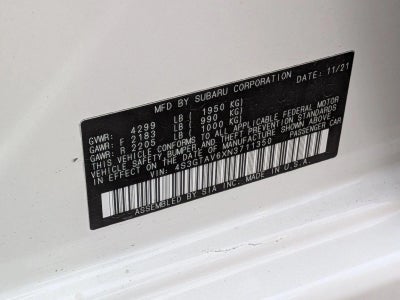 MFD BY SUBARU CORPORATION DATE: 11/21
GVWR: 4299 LB ( 1950 KG)
GAWR: F 2183 LB ( 990 KG)
GAWR: R 2205 LB ( 1000 KG)
THIS VEHICLE CONFORMS TO ALL APPLICABLE FEDERAL MOTOR
VEHICLE SAFETY, BUMPER, AND THEFT PREVENTION STANDARDS
IN EFFECT ON THE DATE OF MANUFACTURE SHOWN ABOVE.
VIN: 4S3GTAV6XN3711350 PASSENGER CAR
ASSEMBLED BY SIA INC. MADE IN U.S.A.